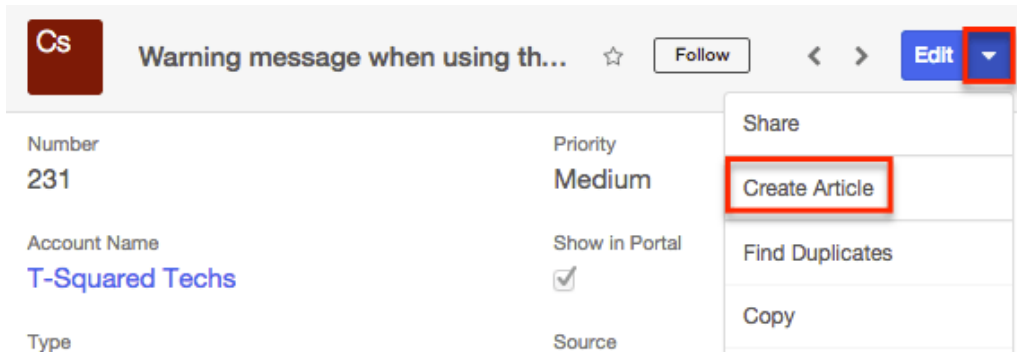 Cs
Warning message when using th...
Follow
Edit
Share
Number
Priority
231
Medium
Create Article
Account Name
Show in Portal
Find Duplicates
T-Squared Techs
Copy
Type
Source